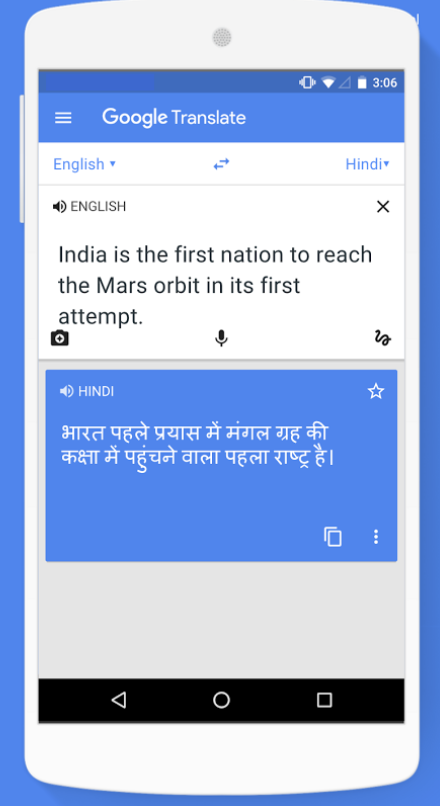 3:06
Google Translate
English
Hindi
ENGLISH
India is the first nation to reach
the Mars orbit in its first
attempt.
HINDI
भारत पहले प्रयास में मंगल ग्रह की
कक्षा में पहुंचने वाला पहला राष्ट्र है।